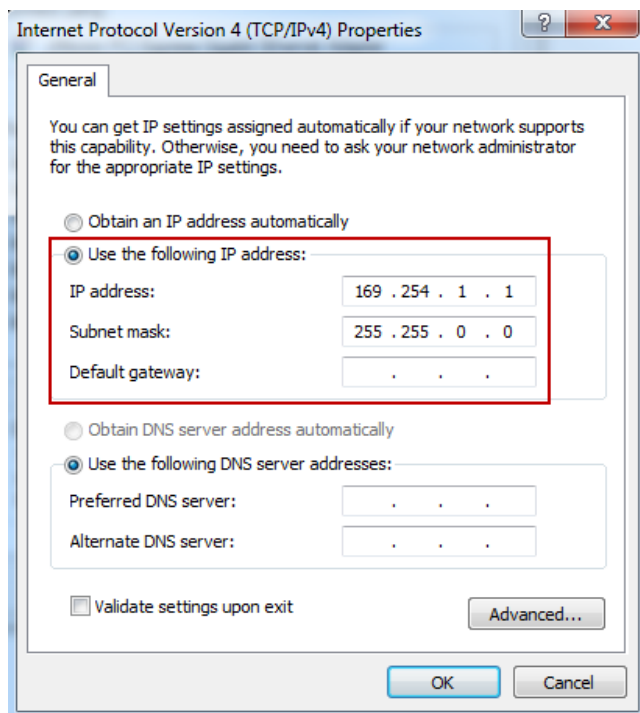 Internet Protocol Version 4 (TCP/IPv4) Properties
General
You can get IP settings assigned automatically if your network supports
this capability. Otherwise, you need to ask your network administrator
for the appropriate IP settings.
Obtain an IP address automatically
Use the following IP address:
IP address: 169 . 254 . 1 . 1
Subnet mask: 255 . 255 . 0 . 0
Default gateway: . . .
Obtain DNS server address automatically
Use the following DNS server addresses:
Preferred DNS server: . . .
Alternate DNS server: . . .
Validate settings upon exit
Advanced...
OK Cancel